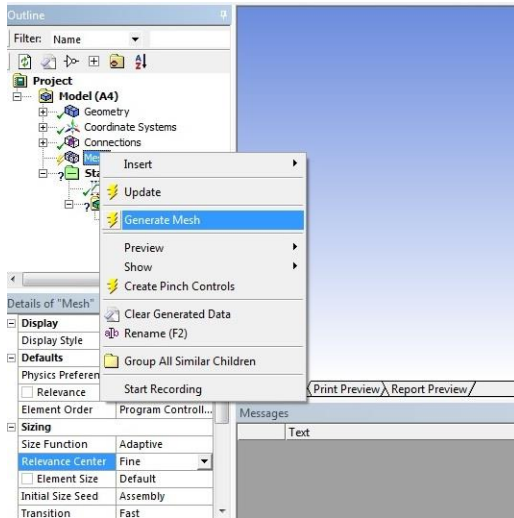 Outline
Filter: Name
Project
Model (A4)
Geometry
Coordinate Systems
Connections
Mes
Sta
Insert
Update
Generate Mesh
Preview
Show
Create Pinch Controls
Clear Generated Data
Rename (F2)
Group All Similar Children
Start Recording
Details of "Mesh"
Display
Display Style
Defaults
Physics Preferen
Relevance
Element Order Program Controll...
Sizing
Size Function Adaptive
Relevance Center Fine
Element Size Default
Initial Size Seed Assembly
Transition Fast
Print Preview Report Preview
Messages
Text